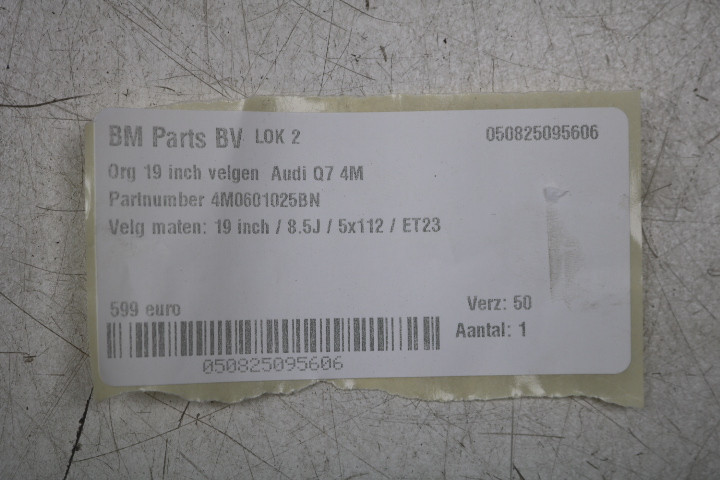 BM Parts BV LOK 2 050825095606
Org 19 inch velgen Audi Q7 4M
Partnumber 4M0601025BN
Velg maten: 19 inch / 8.5J / 5x112 / ET23
599 euro Verz: 50
Aantal: 1
050825095606